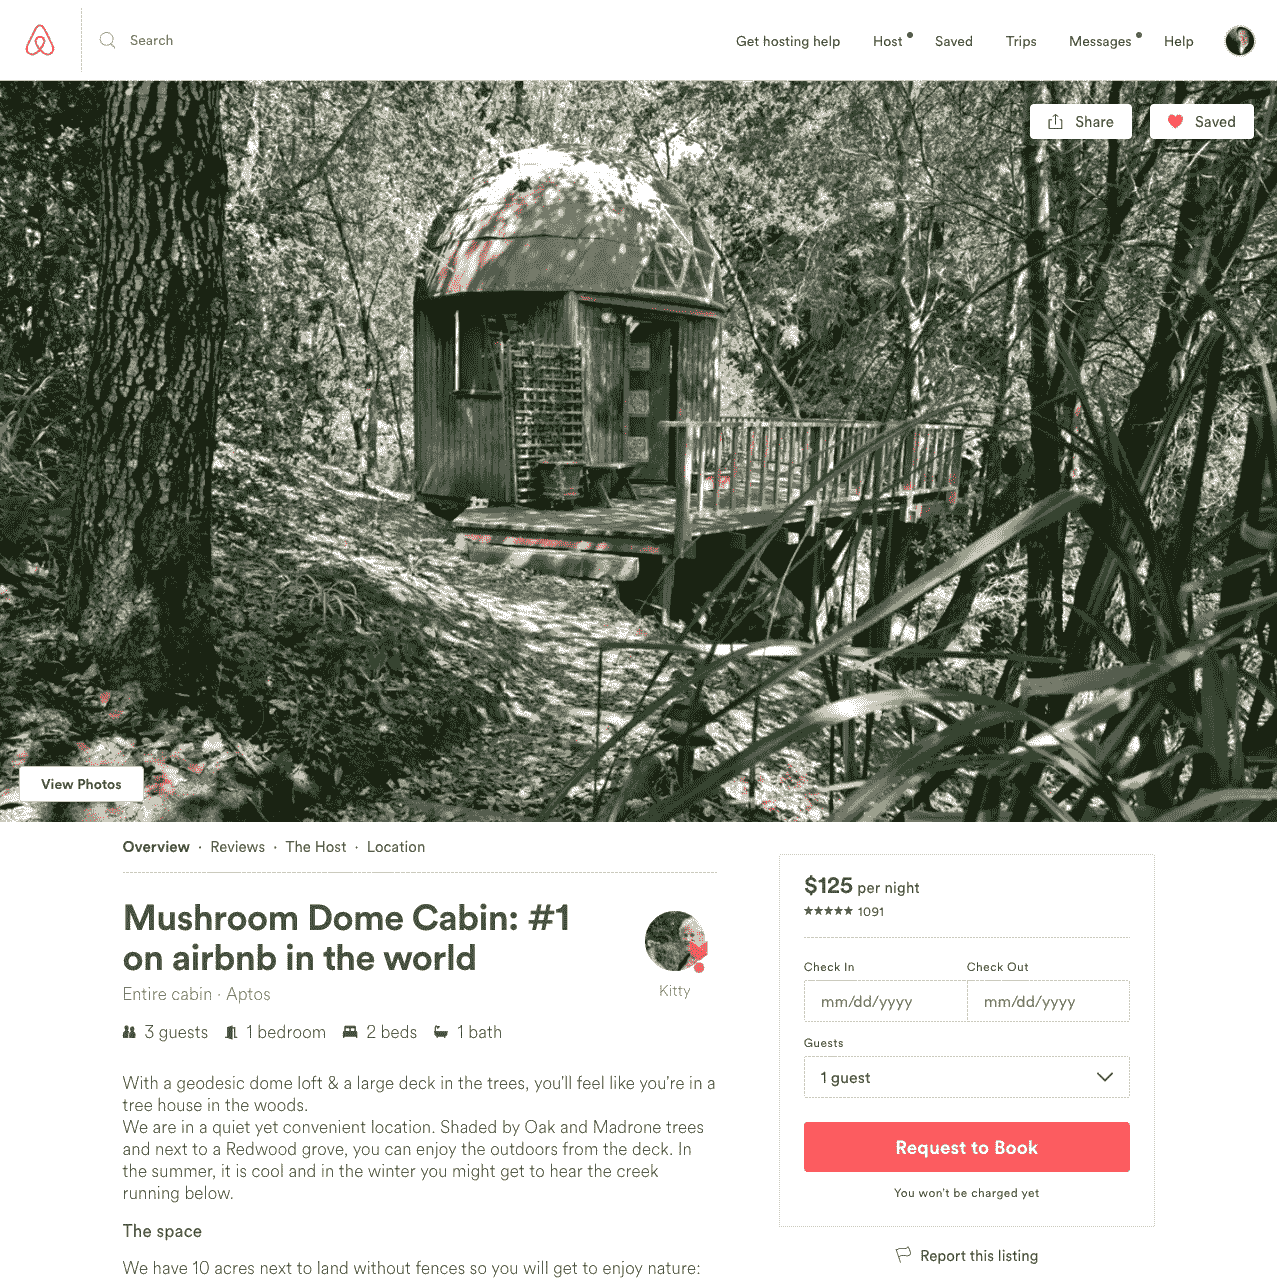 Search
Get hosting help
Host
Saved
Trips
Messages
Help
Share
Saved
View Photos
Overview · Reviews · The Host · Location
Mushroom Dome Cabin: #1
on airbnb in the world
Entire cabin · Aptos
Kitty
3 guests
1 bedroom
2 beds
1 bath
With a geodesic dome loft & a large deck in the trees, you'll feel like you're in a
tree house in the woods.
We are in a quiet yet convenient location. Shaded by Oak and Madrone trees
and next to a Redwood grove, you can enjoy the outdoors from the deck. In
the summer, it is cool and in the winter you might get to hear the creek
running below.
The space
We have 10 acres next to land without fences so you will get to enjoy nature:
$125 per night
★★★★★ 1091
Check In
Check Out
mm/dd/yyyy
mm/dd/yyyy
Guests
1 guest
Request to Book
You won't be charged yet
Report this listing